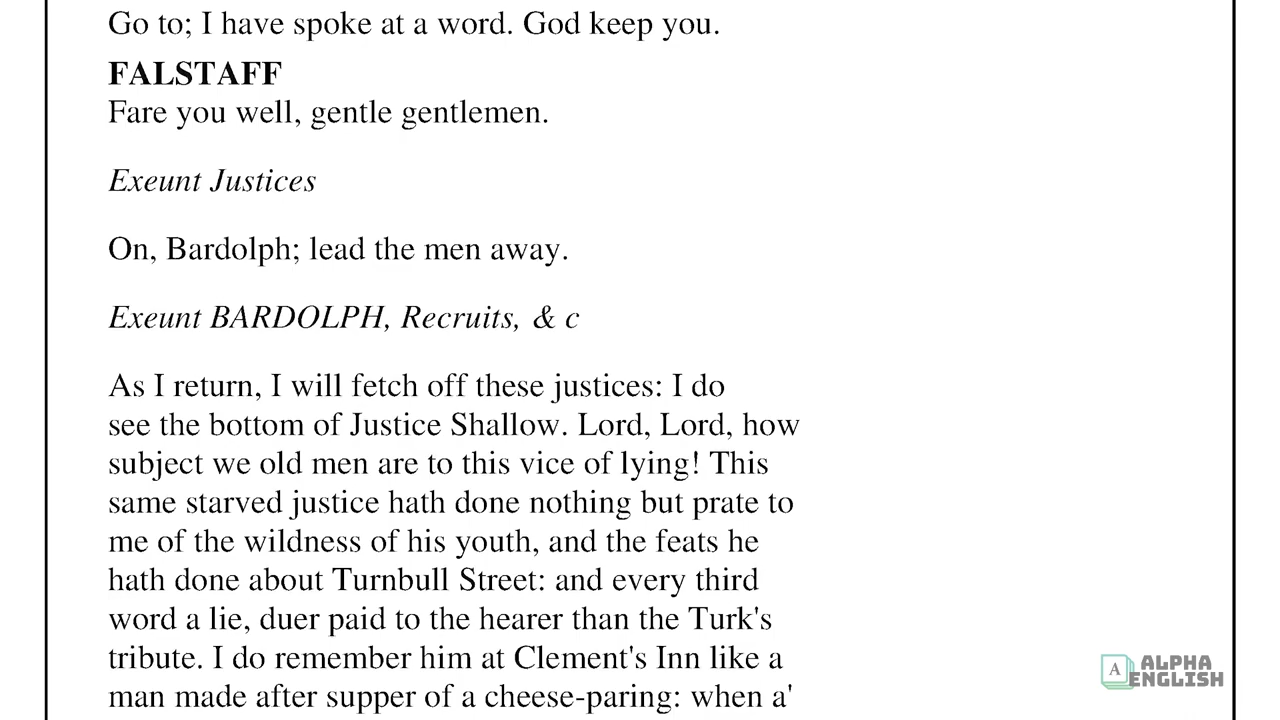 Go to; I have spoke at a word. God keep you.
FALSTAFF
Fare you well, gentle gentlemen.
Exeunt Justices
On, Bardolph; lead the men away.
Exeunt BARDOLPH, Recruits, & c
As I return, I will fetch off these justices: I do
see the bottom of Justice Shallow. Lord, Lord, how
subject we old men are to this vice of lying! This
same starved justice hath done nothing but prate to
me of the wildness of his youth, and the feats he
hath done about Turnbull Street: and every third
word a lie, duer paid to the hearer than the Turk's
tribute. I do remember him at Clement's Inn like a
man made after supper of a cheese-paring: when a'
A ALPHA
ENGLISH